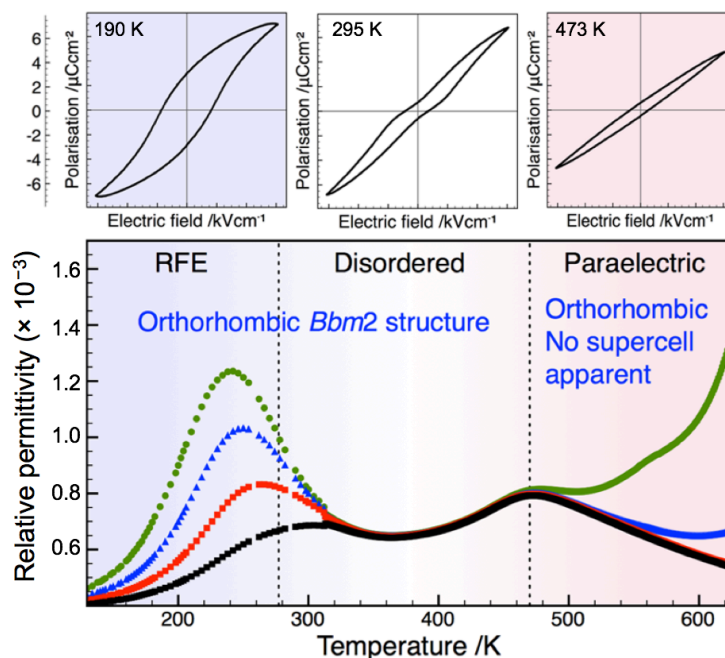 190 K
295 K
473 K
6
4
2
0
-2
-4
-6
Polarisation /µCcm⁻²
Polarisation /µCcm⁻²
Polarisation /µCcm⁻²
Electric field /kVcm⁻¹
Electric field /kVcm⁻¹
Electric field /kVcm⁻¹
RFE
Disordered
Paraelectric
Orthorhombic Bbm2 structure
Orthorhombic
No supercell
apparent
Relative permittivity (× 10⁻³)
1.6
1.4
1.2
1.0
0.8
0.6
200
300
400
500
600
Temperature /K